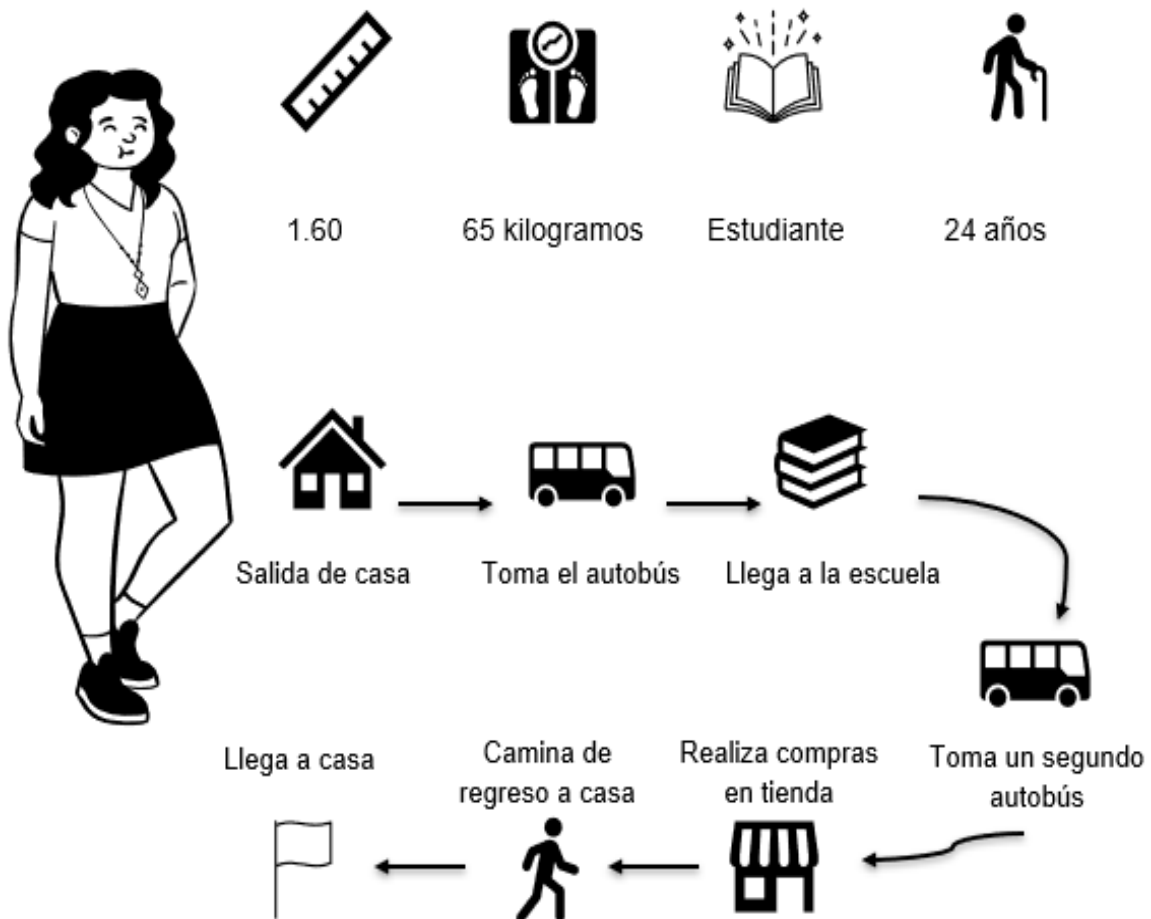 1.60
65 kilogramos
Estudiante
24 años
Salida de casa
Toma el autobús
Llega a la escuela
Toma un segundo
autobús
Realiza compras
en tienda
Camina de
regreso a casa
Llega a casa